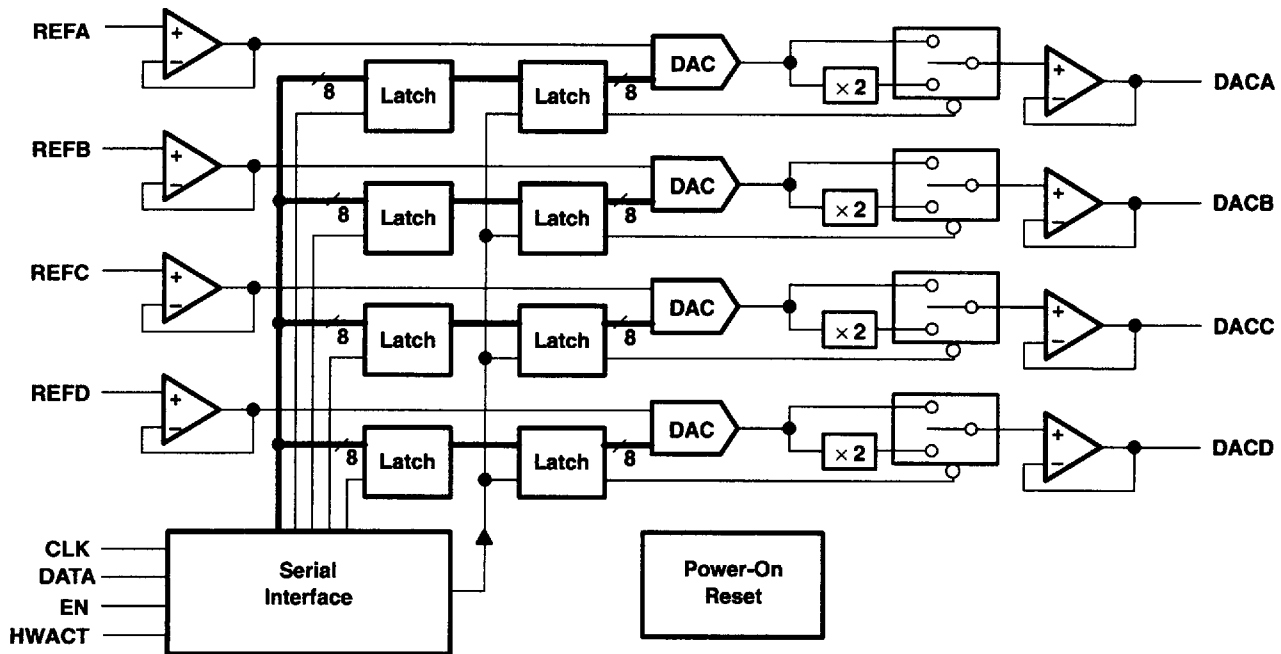 REFA
+
−
8
Latch
Latch
8
DAC
× 2
+
−
DACA
REFB
+
−
8
Latch
Latch
8
DAC
× 2
+
−
DACB
REFC
+
−
8
Latch
Latch
8
DAC
× 2
+
−
DACC
REFD
+
−
8
Latch
Latch
8
DAC
× 2
+
−
DACD
CLK
DATA
EN
HWACT
Serial
Interface
Power-On
Reset